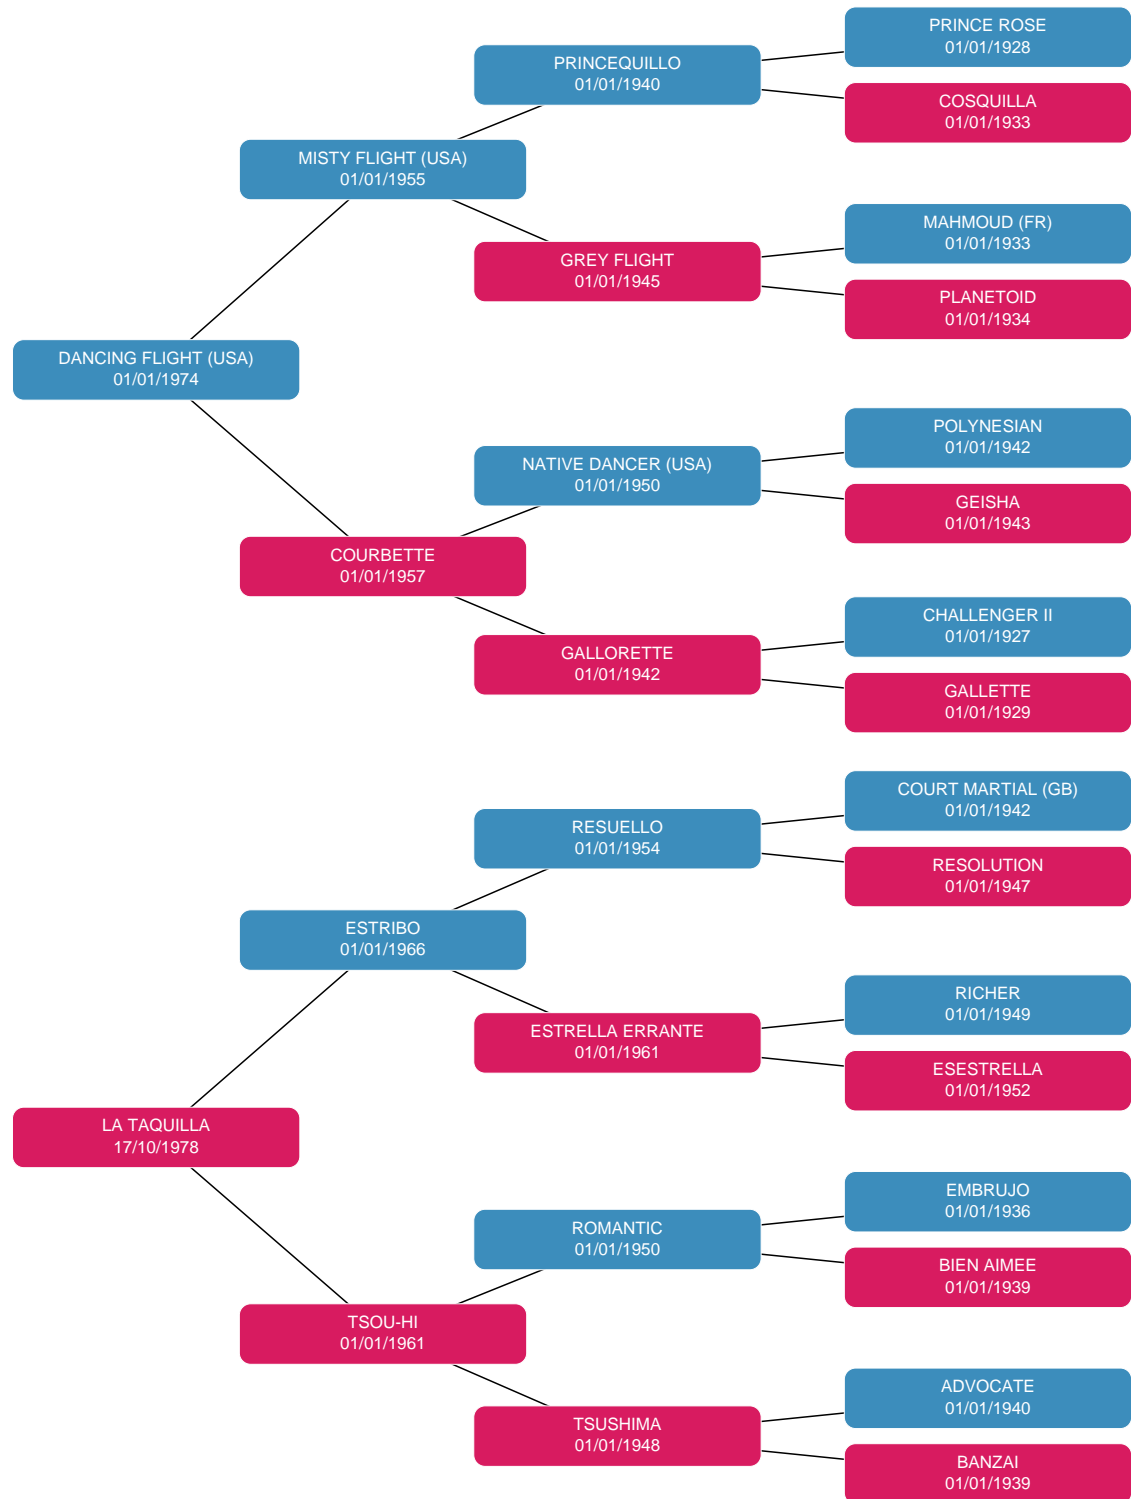 PRINCE ROSE
01/01/1928
PRINCEQUILLO
01/01/1940
COSQUILLA
01/01/1933
MISTY FLIGHT (USA)
01/01/1955
MAHMOUD (FR)
01/01/1933
GREY FLIGHT
01/01/1945
PLANETOID
01/01/1934
DANCING FLIGHT (USA)
01/01/1974
POLYNESIAN
01/01/1942
NATIVE DANCER (USA)
01/01/1950
GEISHA
01/01/1943
COURBETTE
01/01/1957
CHALLENGER II
01/01/1927
GALLORETTE
01/01/1942
GALLETTE
01/01/1929
COURT MARTIAL (GB)
01/01/1942
RESUELLO
01/01/1954
RESOLUTION
01/01/1947
ESTRIBO
01/01/1966
RICHER
01/01/1949
ESTRELLA ERRANTE
01/01/1961
ESESTRELLA
01/01/1952
LA TAQUILLA
17/10/1978
EMBRUJO
01/01/1936
ROMANTIC
01/01/1950
BIEN AIMEE
01/01/1939
TSOU-HI
01/01/1961
ADVOCATE
01/01/1940
TSUSHIMA
01/01/1948
BANZAI
01/01/1939